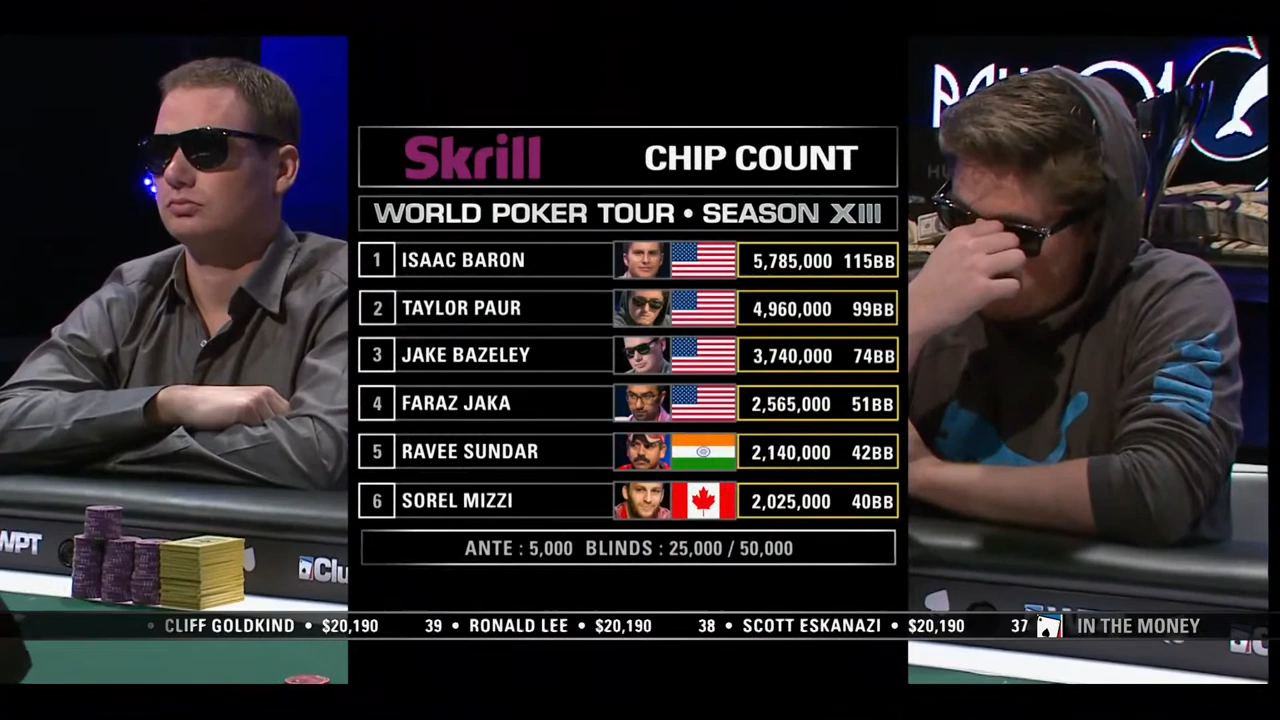 Skrill CHIP COUNT
WORLD POKER TOUR • SEASON XIII
1 ISAAC BARON 5,785,000 115BB
2 TAYLOR PAUR 4,960,000 99BB
3 JAKE BAZELEY 3,740,000 74BB
4 FARAZ JAKA 2,565,000 51BB
5 RAVEE SUNDAR 2,140,000 42BB
6 SOREL MIZZI 2,025,000 40BB
ANTE : 5,000 BLINDS : 25,000 / 50,000
WPT
Clu
• CLIFF GOLDKIND • $20,190 39 • RONALD LEE • $20,190 38 • SCOTT ESKANAZI • $20,190 37 IN THE MONEY